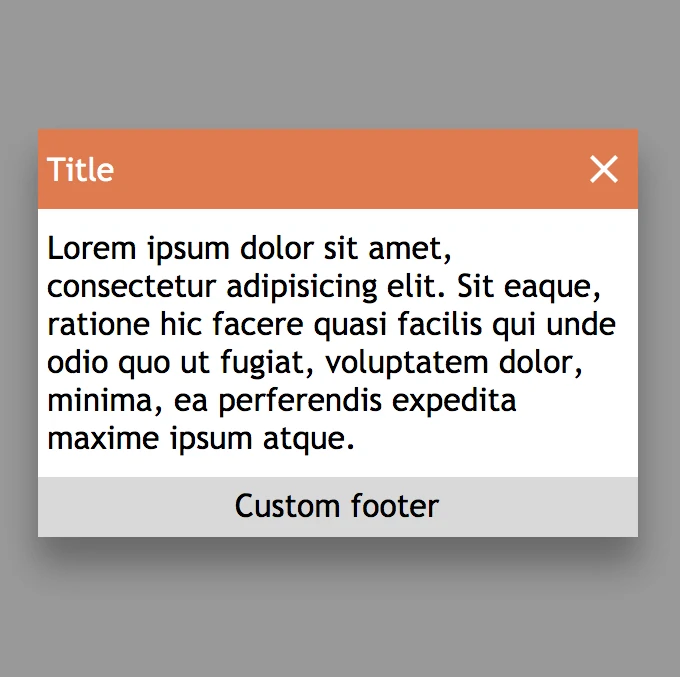 Title
Lorem ipsum dolor sit amet,
consectetur adipisicing elit. Sit eaque,
ratione hic facere quasi facilis qui unde
odio quo ut fugiat, voluptatem dolor,
minima, ea perferendis expedita
maxime ipsum atque.
Custom footer